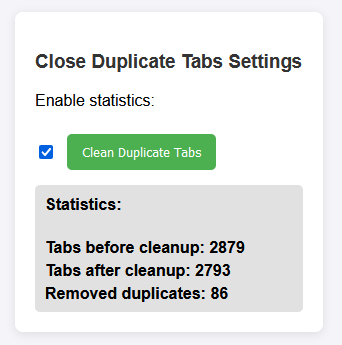 Close Duplicate Tabs Settings
Enable statistics:
Clean Duplicate Tabs
Statistics:
Tabs before cleanup: 2879
Tabs after cleanup: 2793
Removed duplicates: 86